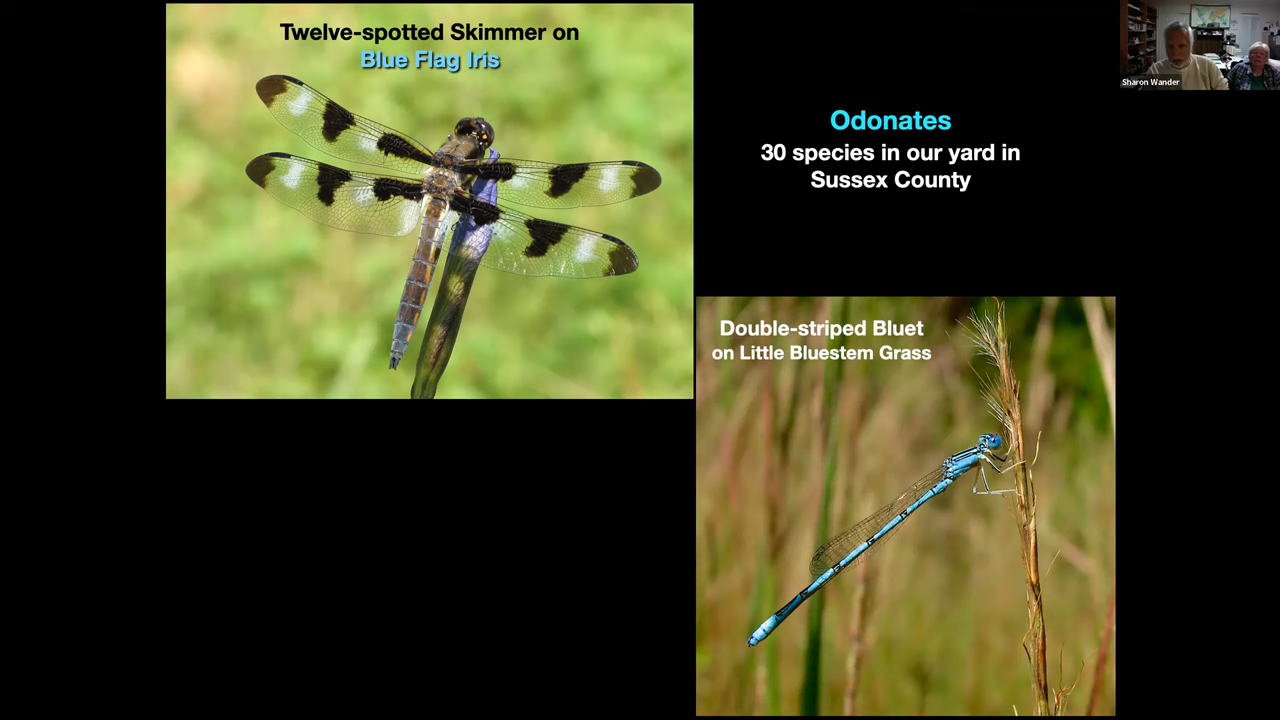 Twelve-spotted Skimmer on
Blue Flag Iris
Sharon Wander
Odonates
30 species in our yard in
Sussex County
Double-striped Bluet
on Little Bluestem Grass